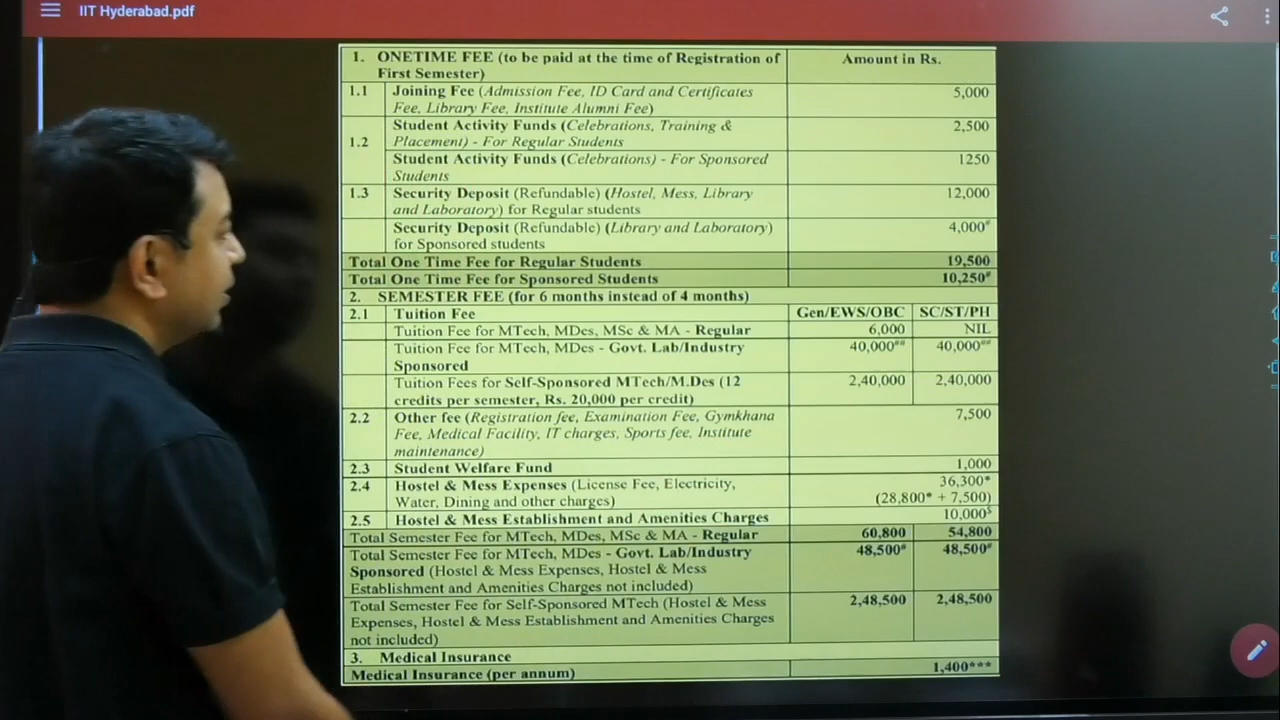 IIT Hyderabad.pdf
1. ONETIME FEE (to be paid at the time of Registration of Amount in Rs.
First Semester)
1.1 Joining Fee (Admission Fee, ID Card and Certificates 5,000
Fee, Library Fee, Institute Alumni Fee)
Student Activity Funds (Celebrations, Training & 2,500
1.2 Placement) - For Regular Students
Student Activity Funds (Celebrations) - For Sponsored 1250
Students
1.3 Security Deposit (Refundable) (Hostel, Mess, Library 12,000
and Laboratory) for Regular students
Security Deposit (Refundable) (Library and Laboratory) 4,000#
for Sponsored students
Total One Time Fee for Regular Students 19,500
Total One Time Fee for Sponsored Students 10,250#
2. SEMESTER FEE (for 6 months instead of 4 months)
2.1 Tuition Fee Gen/EWS/OBC SC/ST/PH
Tuition Fee for MTech, MDes, MSc & MA - Regular 6,000 NIL
Tuition Fee for MTech, MDes - Govt. Lab/Industry 40,000## 40,000##
Sponsored
Tuition Fees for Self-Sponsored MTech/M.Des (12 2,40,000 2,40,000
credits per semester, Rs. 20,000 per credit)
2.2 Other fee (Registration fee, Examination Fee, Gymkhana 7,500
Fee, Medical Facility, IT charges, Sports fee, Institute
maintenance)
2.3 Student Welfare Fund 1,000
2.4 Hostel & Mess Expenses (License Fee, Electricity, 36,300*
Water, Dining and other charges) (28,800* + 7,500)
2.5 Hostel & Mess Establishment and Amenities Charges 10,000$
Total Semester Fee for MTech, MDes, MSc & MA - Regular 60,800 54,800
Total Semester Fee for MTech, MDes - Govt. Lab/Industry 48,500# 48,500#
Sponsored (Hostel & Mess Expenses, Hostel & Mess
Establishment and Amenities Charges not included)
Total Semester Fee for Self-Sponsored MTech (Hostel & Mess 2,48,500 2,48,500
Expenses, Hostel & Mess Establishment and Amenities Charges
not included)
3. Medical Insurance
Medical Insurance (per annum) 1,400***